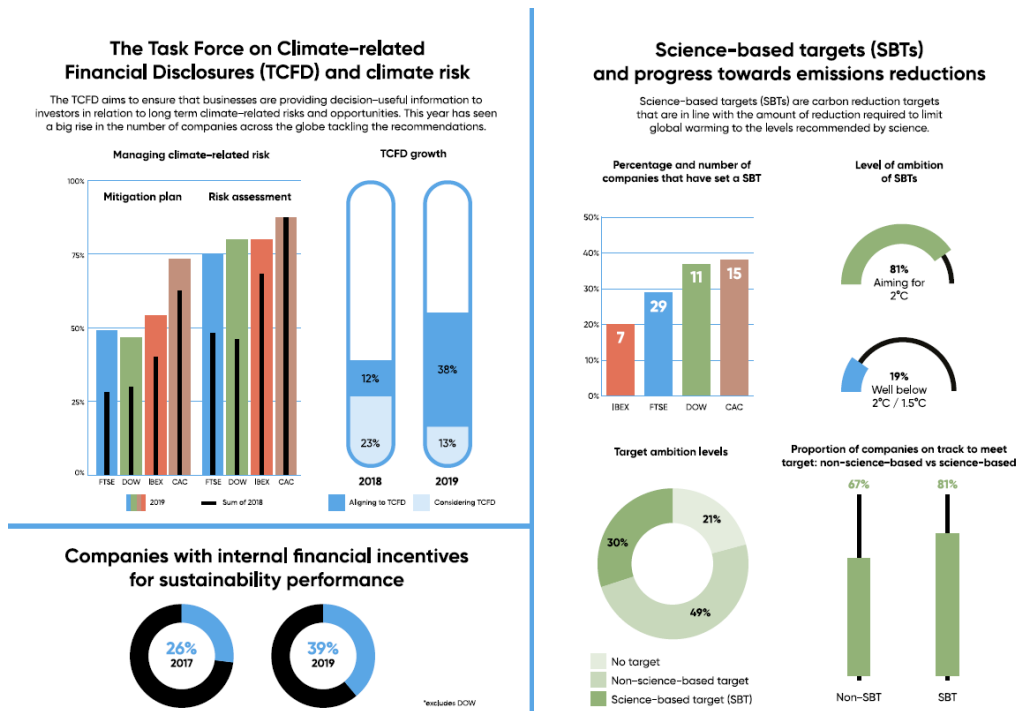 The Task Force on Climate-related
Financial Disclosures (TCFD) and climate risk
The TCFD aims to ensure that businesses are providing decision-useful information to
investors in relation to long term climate-related risks and opportunities. This year has seen
a big rise in the number of companies across the globe tackling the recommendations.
Managing climate-related risk
100%
75%
50%
25%
0%
Mitigation plan
Risk assessment
FTSE DOW IBEX CAC FTSE DOW IBEX CAC
2019
Sum of 2018
TCFD growth
12%
23%
2018
38%
13%
2019
Aligning to TCFD
Considering TCFD
Companies with internal financial incentives
for sustainability performance
26%
2017
39%
2019
*excludes DOW
Science-based targets (SBTs)
and progress towards emissions reductions
Science-based targets (SBTs) are carbon reduction targets
that are in line with the amount of reduction required to limit
global warming to the levels recommended by science.
Percentage and number of
companies that have set a SBT
50%
40%
30%
20%
10%
0%
7
29
11
15
IBEX FTSE DOW CAC
Level of ambition
of SBTs
81%
Aiming for
2°C
19%
Well below
2°C / 1.5°C
Target ambition levels
21%
30%
49%
No target
Non-science-based target
Science-based target (SBT)
Proportion of companies on track to meet
target: non-science-based vs science-based
67%
81%
Non-SBT
SBT